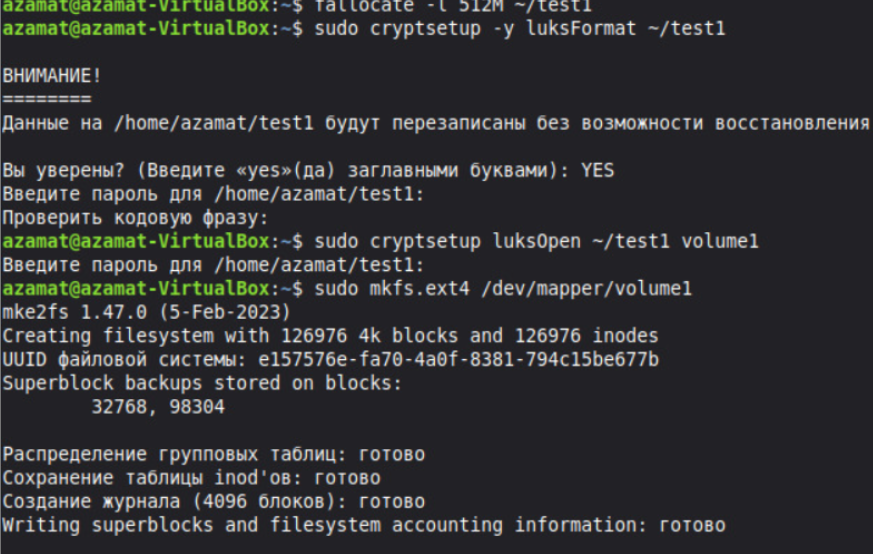 azamat@azamat-VirtualBox:~$ fallocate -l 512M ~/test1
azamat@azamat-VirtualBox:~$ sudo cryptsetup -y luksFormat ~/test1
ВНИМАНИЕ!
========
Данные на /home/azamat/test1 будут перезаписаны без возможности восстановления
Вы уверены? (Введите «yes»(да) заглавными буквами): YES
Введите пароль для /home/azamat/test1:
Проверить кодовую фразу:
azamat@azamat-VirtualBox:~$ sudo cryptsetup luksOpen ~/test1 volume1
Введите пароль для /home/azamat/test1:
azamat@azamat-VirtualBox:~$ sudo mkfs.ext4 /dev/mapper/volume1
mke2fs 1.47.0 (5-Feb-2023)
Creating filesystem with 126976 4k blocks and 126976 inodes
UUID файловой системы: e157576e-fa70-4a0f-8381-794c15be677b
Superblock backups stored on blocks:
        32768, 98304
Распределение групповых таблиц: готово
Сохранение таблицы inod'ов: готово
Создание журнала (4096 блоков): готово
Writing superblocks and filesystem accounting information: готово